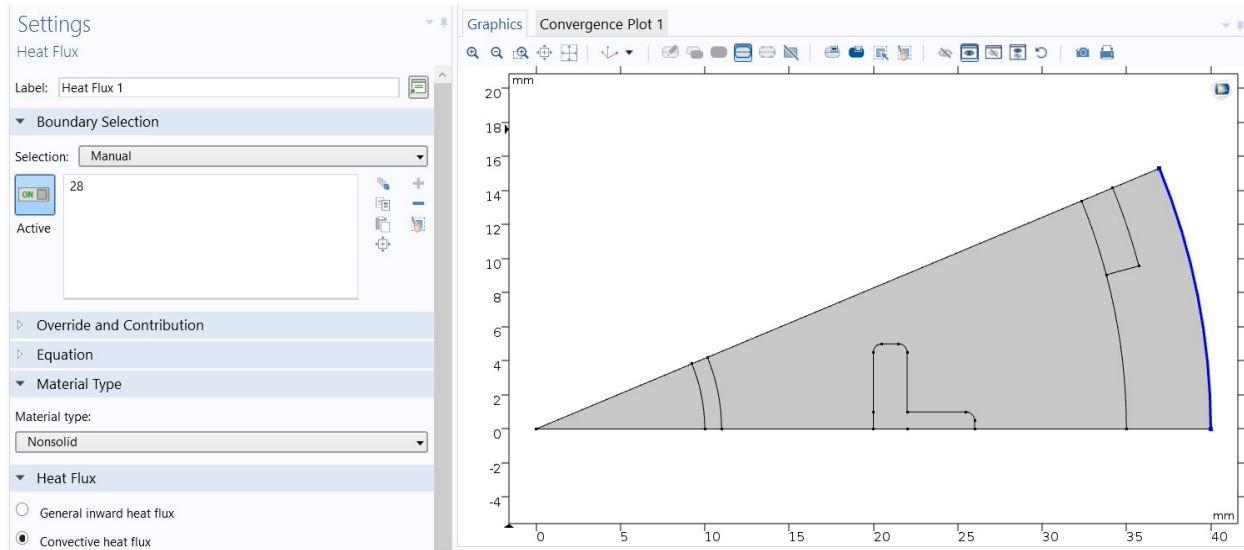 Settings
Heat Flux
Label: Heat Flux 1
Boundary Selection
Selection: Manual
ON
Active
28
Override and Contribution
Equation
Material Type
Material type:
Nonsolid
Heat Flux
General inward heat flux
Convective heat flux
Graphics Convergence Plot 1
mm
20
18
16
14
12
10
8
6
4
2
0
-2
-4
mm
0 5 10 15 20 25 30 35 40